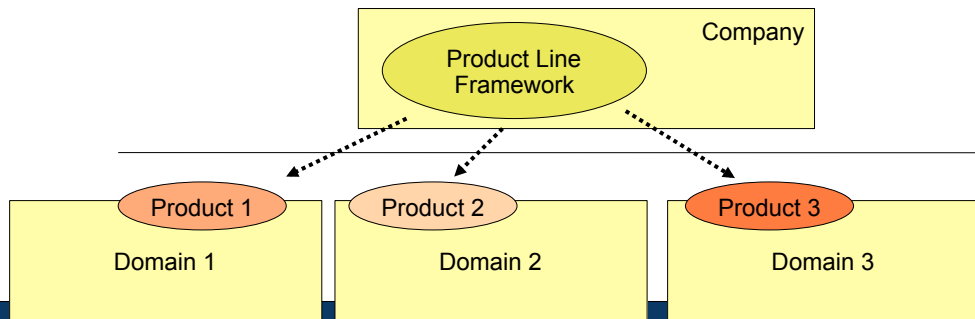 Company
Product Line
Framework
Product 1
Product 2
Product 3
Domain 1
Domain 2
Domain 3